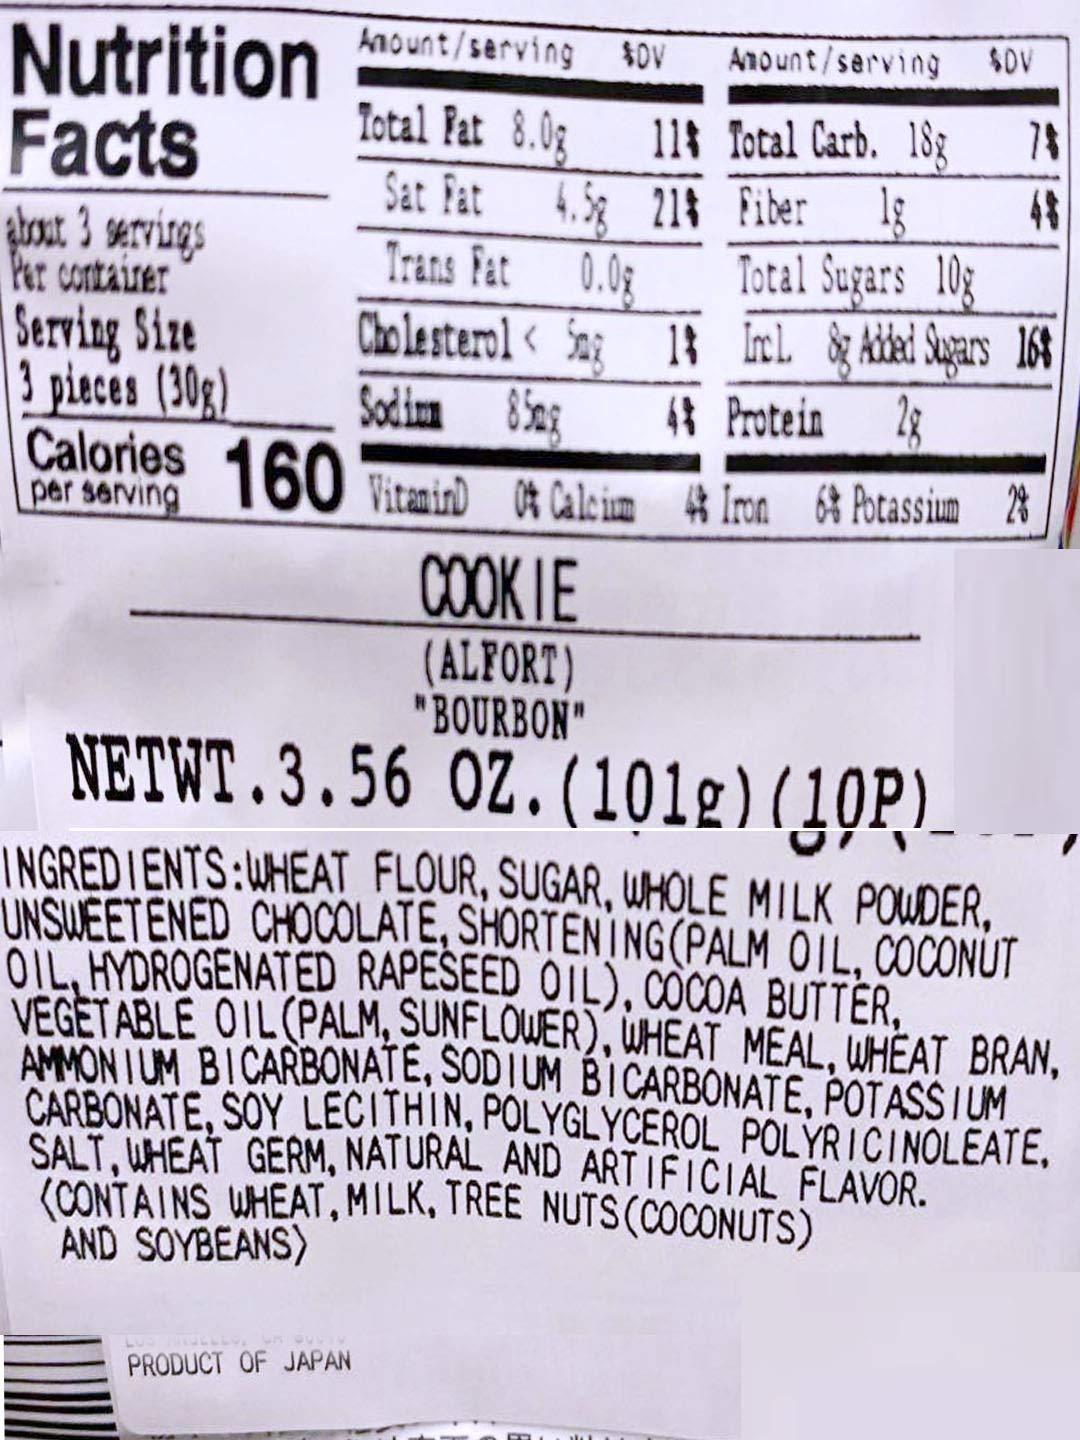 Nutrition
Facts
about 3 servings
Per container
Serving Size
3 pieces (30g)
Calories
per serving
160
Amount/serving %DV
Total Fat 8.0g 11%
Sat Fat 4.5g 21%
Trans Fat 0.0g
Cholesterol < 5mg 1%
Sodium 85mg 4%
Amount/serving %DV
Total Carb. 18g 7%
Fiber 1g 4%
Total Sugars 10g
Incl. 8g Added Sugars 16%
Protein 2g
VitaminD 0% Calcium 4% Iron 6% Potassium 2%
COOKIE
(ALFORT)
"BOURBON"
NETWT.3.56 OZ.(101g)(10P)
INGREDIENTS:WHEAT FLOUR, SUGAR, WHOLE MILK POWDER,
UNSWEETENED CHOCOLATE, SHORTENING(PALM OIL, COCONUT
OIL, HYDROGENATED RAPESEED OIL), COCOA BUTTER,
VEGETABLE OIL(PALM, SUNFLOWER), WHEAT MEAL, WHEAT BRAN,
AMMONIUM BICARBONATE, SODIUM BICARBONATE, POTASSIUM
CARBONATE, SOY LECITHIN, POLYGLYCEROL POLYRICINOLEATE,
SALT, WHEAT GERM, NATURAL AND ARTIFICIAL FLAVOR.
(CONTAINS WHEAT, MILK, TREE NUTS(COCONUTS)
AND SOYBEANS)
PRODUCT OF JAPAN